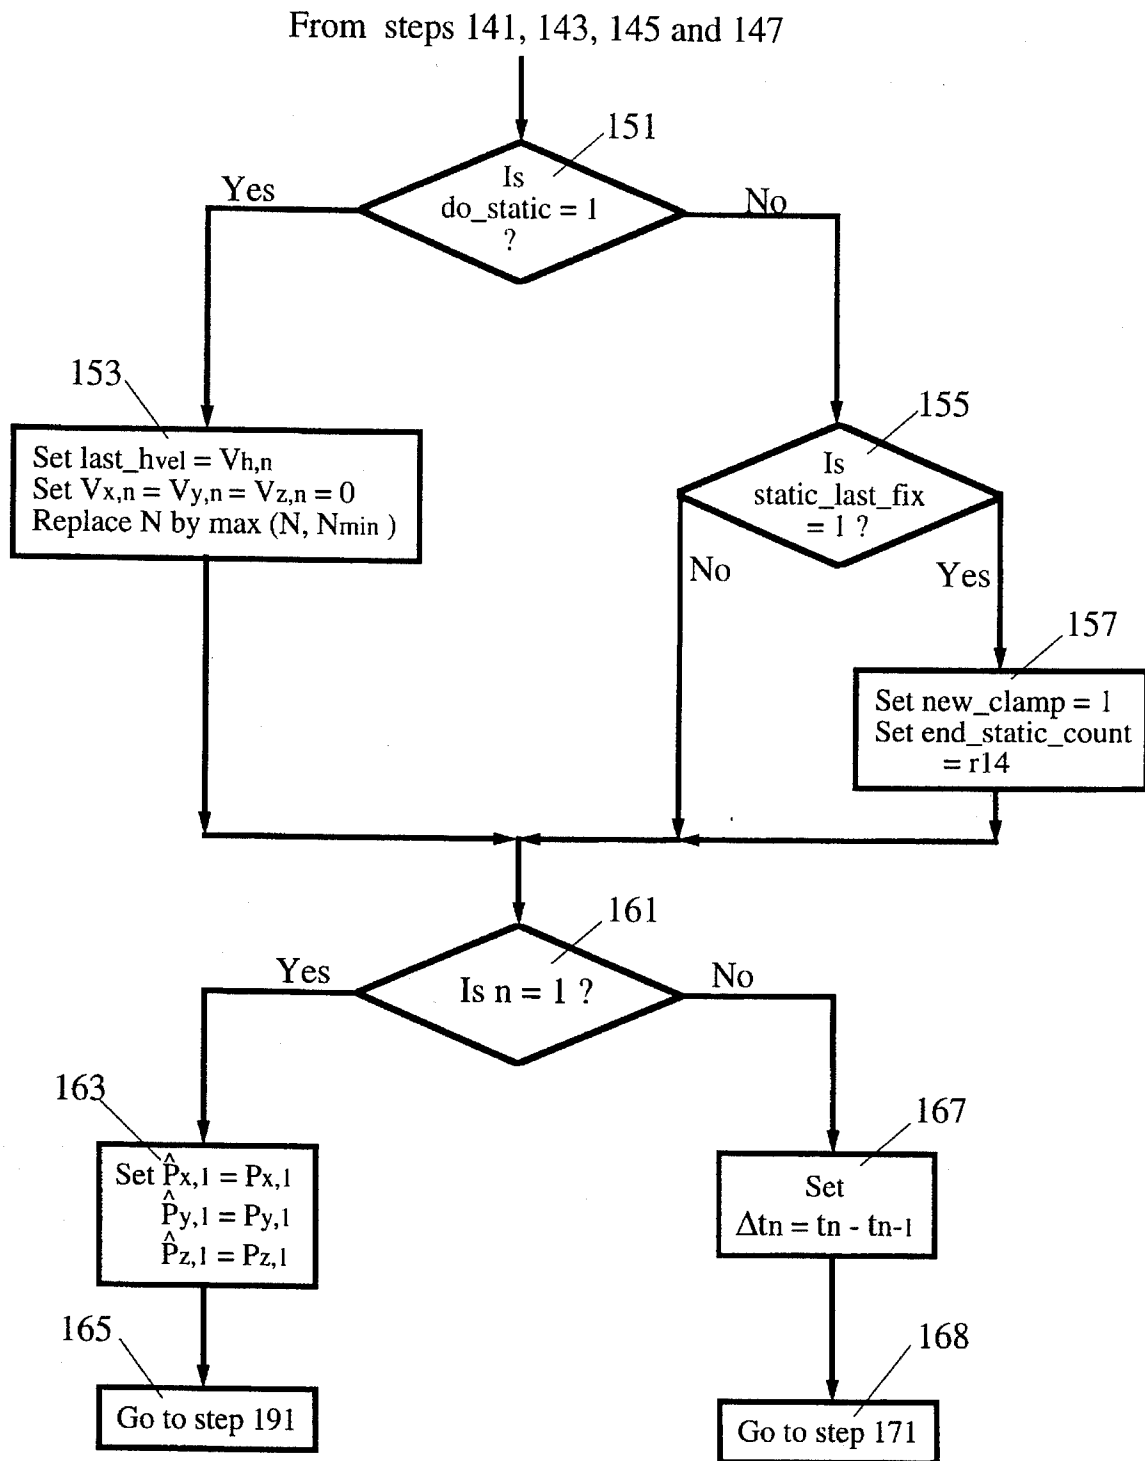 From steps 141, 143, 145 and 147
151
Is
do_static = 1
?
Yes
No
153
Set last_hvel = Vh,n
Set Vx,n = Vy,n = Vz,n = 0
Replace N by max (N, Nmin )
155
Is
static_last_fix
= 1 ?
No
Yes
157
Set new_clamp = 1
Set end_static_count
= r14
161
Is n = 1 ?
Yes
No
163
Set P̂x,1 = Px,1
P̂y,1 = Py,1
P̂z,1 = Pz,1
167
Set
Δtn = tn - tn-1
165
Go to step 191
168
Go to step 171